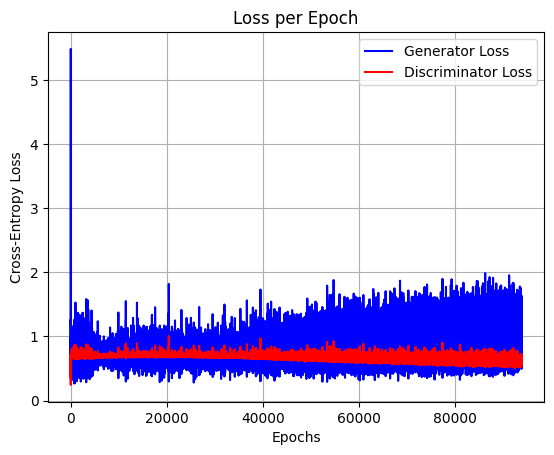 Loss per Epoch
Generator Loss
Discriminator Loss
Cross-Entropy Loss
5
4
3
2
1
0
0 20000 40000 60000 80000
Epochs